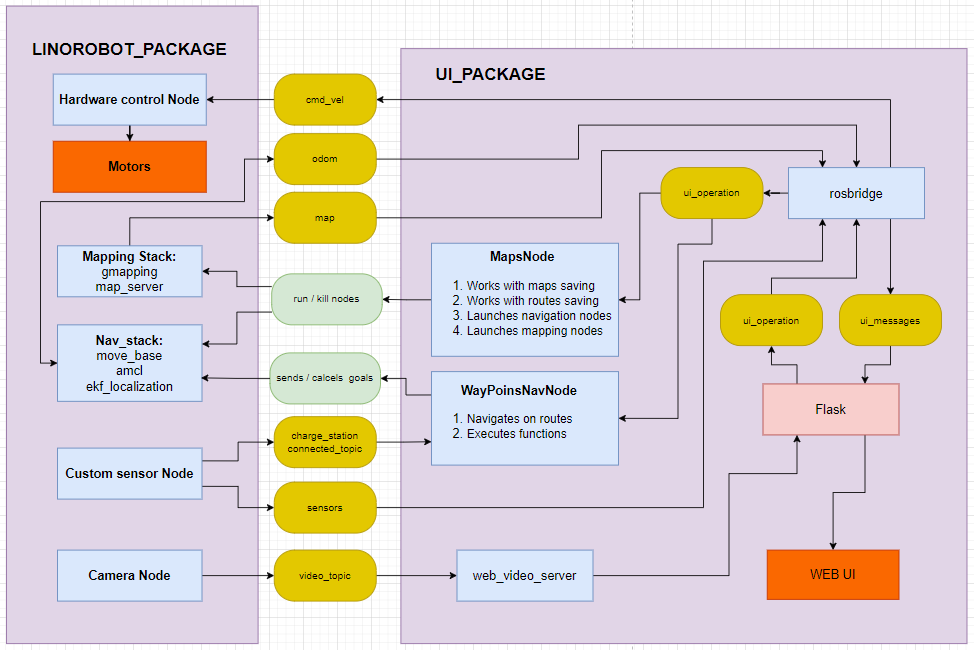 LINOROBOT_PACKAGE
Hardware control Node
Motors
Mapping Stack:
gmapping
map_server
Nav_stack:
move_base
amcl
ekf_localization
Custom sensor Node
Camera Node
cmd_vel
odom
map
run / kill nodes
sends / calcels goals
charge_station
connected_topic
sensors
video_topic
UI_PACKAGE
ui_operation
rosbridge
MapsNode
1. Works with maps saving
2. Works with routes saving
3. Launches navigation nodes
4. Launches mapping nodes
WayPoinsNavNode
1. Navigates on routes
2. Executes functions
ui_operation
ui_messages
Flask
web_video_server
WEB UI